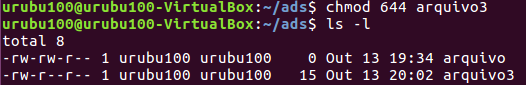 urubu100@urubu100-VirtualBox:~/ads$ chmod 644 arquivo3
urubu100@urubu100-VirtualBox:~/ads$ ls -l
total 8
-rw-rw-r-- 1 urubu100 urubu100  0 Out 13 19:34 arquivo
-rw-r--r-- 1 urubu100 urubu100 15 Out 13 20:02 arquivo3